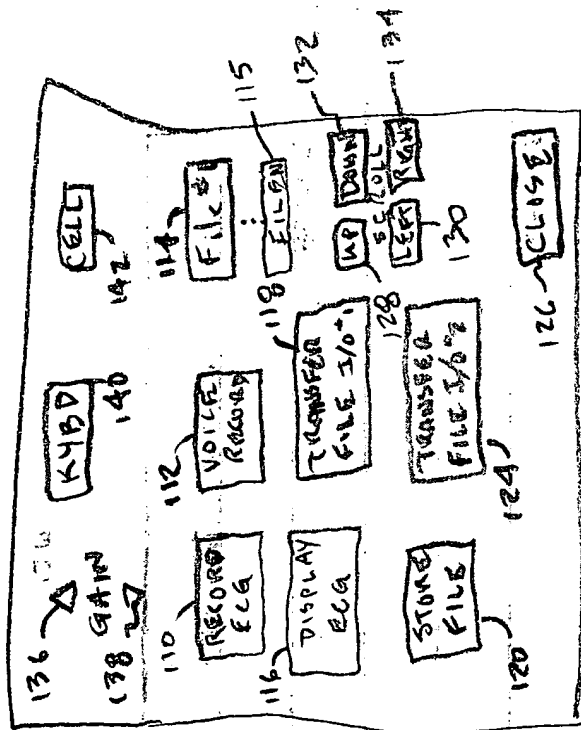 136
GAIN
138
KYBD
140
CELL
142
110
RECORD
ECG
112
VOICE
RECORD
114
File #
115
FILE N
116
DISPLAY
ECG
118
TRANSFER
FILE I/O #1
UP
DOWN
132
SCROLL
128
LEFT
130
RIGHT
134
STORE
FILE
120
TRANSFER
FILE I/O #2
124
126
CLOSE